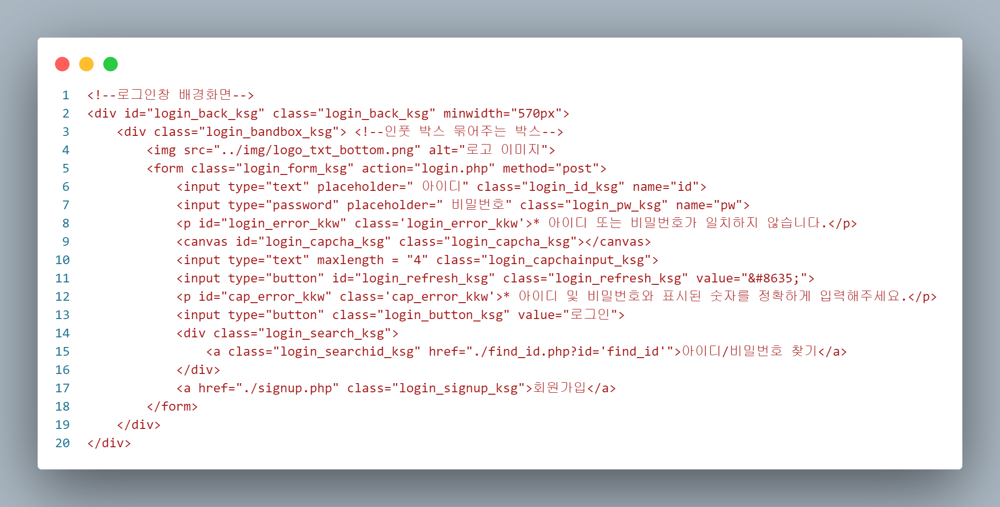 1 <!--로그인창 배경화면-->
2 <div id="login_back_ksg" class="login_back_ksg" minwidth="570px">
3     <div class="login_bandbox_ksg"> <!--인풋 박스 묶어주는 박스-->
4         <img src="../img/logo_txt_bottom.png" alt="로고 이미지">
5         <form class="login_form_ksg" action="login.php" method="post">
6             <input type="text" placeholder=" 아이디" class="login_id_ksg" name="id">
7             <input type="password" placeholder=" 비밀번호" class="login_pw_ksg" name="pw">
8             <p id="login_error_kkw" class='login_error_kkw'>* 아이디 또는 비밀번호가 일치하지 않습니다.</p>
9             <canvas id="login_capcha_ksg" class="login_capcha_ksg"></canvas>
10             <input type="text" maxlength = "4" class="login_capchainput_ksg">
11             <input type="button" id="login_refresh_ksg" class="login_refresh_ksg" value="&#8635;">
12             <p id="cap_error_kkw" class='cap_error_kkw'>* 아이디 및 비밀번호와 표시된 숫자를 정확하게 입력해주세요.</p>
13             <input type="button" class="login_button_ksg" value="로그인">
14             <div class="login_search_ksg">
15                 <a class="login_searchid_ksg" href="./find_id.php?id='find_id'">아이디/비밀번호 찾기</a>
16             </div>
17             <a href="./signup.php" class="login_signup_ksg">회원가입</a>
18         </form>
19     </div>
20 </div>